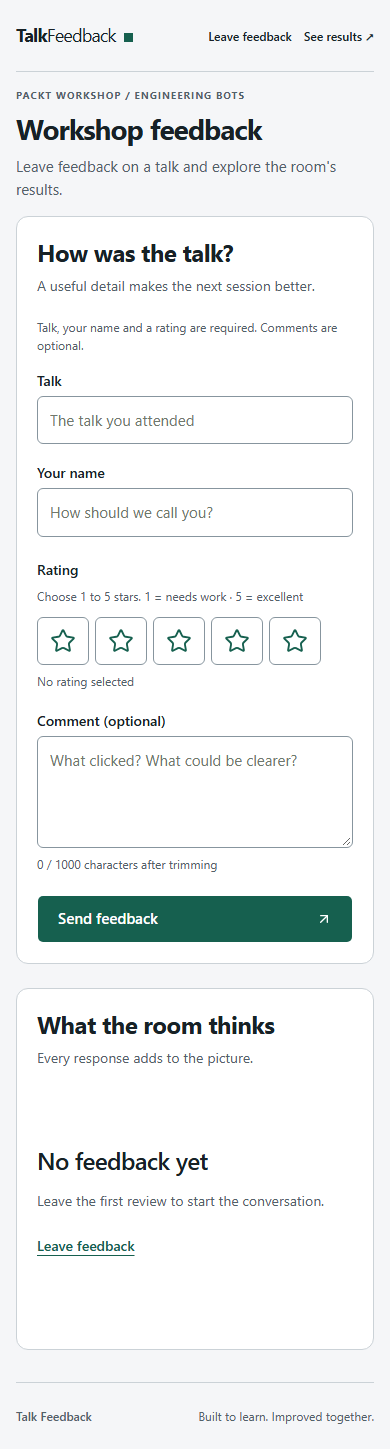 TalkFeedback
Leave feedback See results ↗
PACKT WORKSHOP / ENGINEERING BOTS
Workshop feedback
Leave feedback on a talk and explore the room's
results.
How was the talk?
A useful detail makes the next session better.
Talk, your name and a rating are required. Comments are
optional.
Talk
The talk you attended
Your name
How should we call you?
Rating
Choose 1 to 5 stars. 1 = needs work · 5 = excellent
No rating selected
Comment (optional)
What clicked? What could be clearer?
0 / 1000 characters after trimming
Send feedback
What the room thinks
Every response adds to the picture.
No feedback yet
Leave the first review to start the conversation.
Leave feedback
Talk Feedback
Built to learn. Improved together.